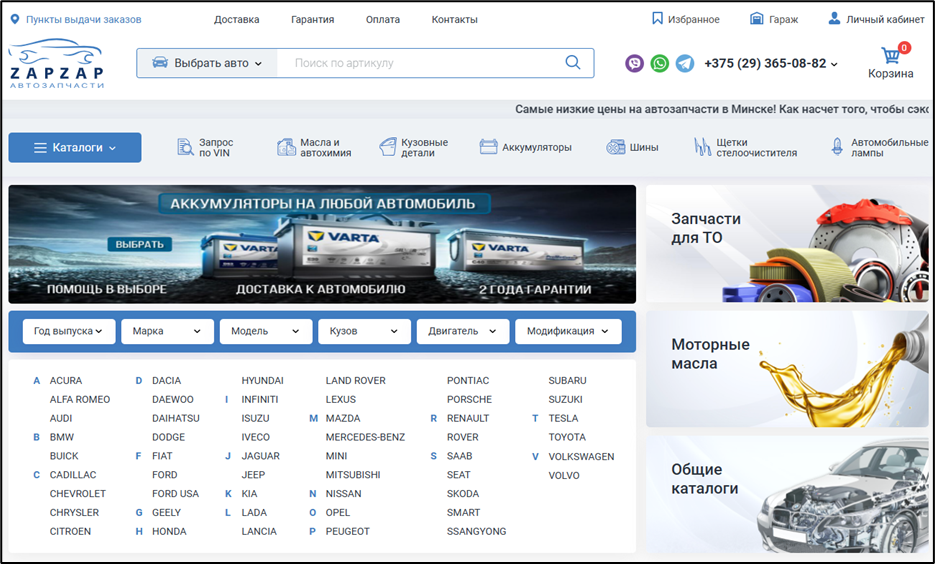 Пункты выдачи заказов
Доставка
Гарантия
Оплата
Контакты
Избранное
Гараж
Личный кабинет
ZAPZAP
АВТОЗАПЧАСТИ
Выбрать авто
Поиск по артикулу
+375 (29) 365-08-82
0
Корзина
Самые низкие цены на автозапчасти в Минске! Как насчет того, чтобы сэкс
Каталоги
Запрос
по VIN
Масла и
автохимия
Кузовные
детали
Аккумуляторы
Шины
Щетки
стелоочистителя
Автомобильные
лампы
АККУМУЛЯТОРЫ НА ЛЮБОЙ АВТОМОБИЛЬ
ВЫБРАТЬ
VARTA
VARTA
VARTA
ПОМОЩЬ В ВЫБОРЕ
ДОСТАВКА К АВТОМОБИЛЮ
2 ГОДА ГАРАНТИИ
Запчасти
для ТО
Моторные
масла
Общие
каталоги
Год выпуска
Марка
Модель
Кузов
Двигатель
Модификация
A ACURA
ALFA ROMEO
AUDI
B BMW
BUICK
C CADILLAC
CHEVROLET
CHRYSLER
CITROEN
D DACIA
DAEWOO
DAIHATSU
DODGE
F FIAT
FORD
FORD USA
G GEELY
H HONDA
HYUNDAI
I INFINITI
ISUZU
IVECO
J JAGUAR
JEEP
K KIA
L LADA
LANCIA
LAND ROVER
LEXUS
M MAZDA
MERCEDES-BENZ
MINI
MITSUBISHI
N NISSAN
O OPEL
P PEUGEOT
PONTIAC
PORSCHE
R RENAULT
ROVER
S SAAB
SEAT
SKODA
SMART
SSANGYONG
SUBARU
SUZUKI
T TESLA
TOYOTA
V VOLKSWAGEN
VOLVO